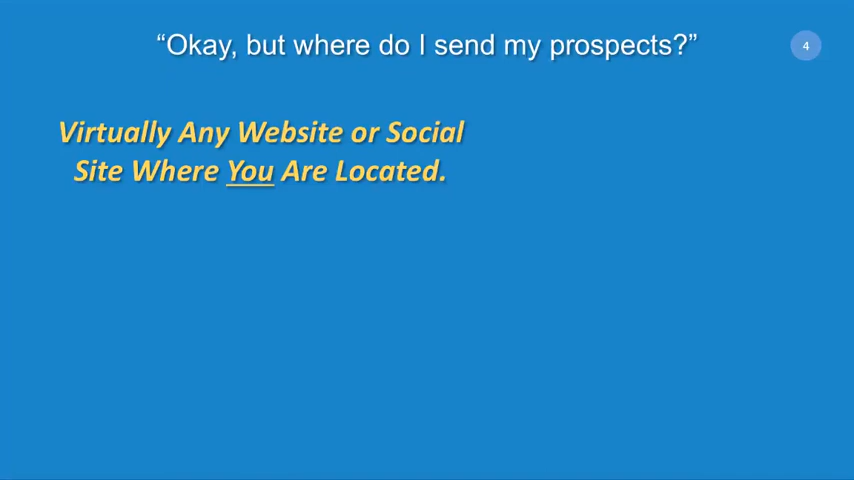 “Okay, but where do I send my prospects?”
4
Virtually Any Website or Social
Site Where You Are Located.